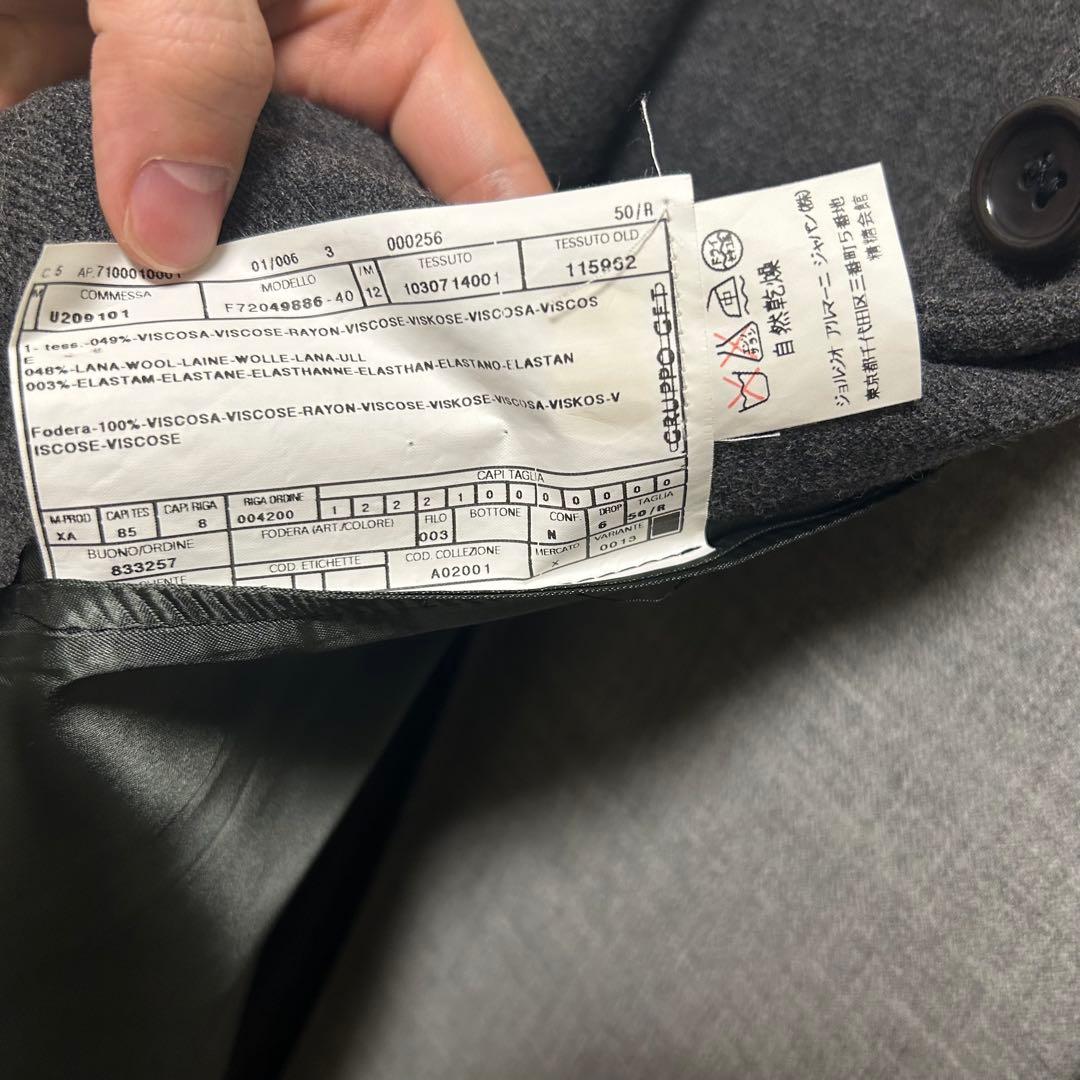 50/R
C 5 AP.7100010001 01/006 3 000256
COMMESSA MODELLO /M TESSUTO TESSUTO OLD
U209101 F72049886-40 12 1030714001 115962
1- tess.-049%-VISCOSA-VISCOSE-RAYON-VISCOSE-VISKOSE-VISCOSA-VISCOS
E
048%-LANA-WOOL-LAINE-WOLLE-LANA-ULL
003%-ELASTAM-ELASTANE-ELASTHANNE-ELASTHAN-ELASTANO-ELASTAN
Fodera-100%-VISCOSA-VISCOSE-RAYON-VISCOSE-VISKOSE-VISCOSA-VISKOS-V
ISCOSE-VISCOSE
GRUPPO GFT
CAPI TAGLIA
M-PROD CAPI TES CAPI RIGA RIGA ORDINE 1 2 2 2 1 0 0 0 0 0 0 0
XA 85 8 004200 FODERA (ART./COLORE) FILO BOTTONE CONF. DROP TAGLIA
003 N 6 50/R
BUONO/ORDINE COD. ETICHETTE COD. COLLEZIONE MERCATO VARIANTE
833257 A02001 X 0013
自然乾燥
ジョルジオ アルマーニ ジャパン(株)
東京都千代田区三番町5番地
精糖会館